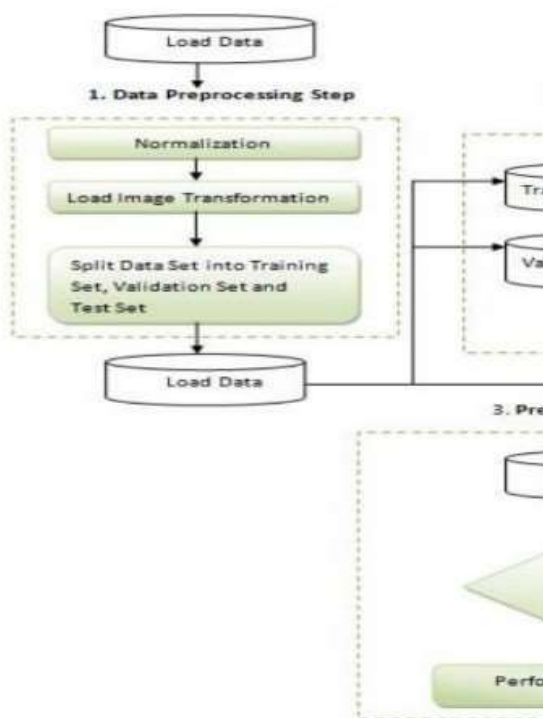 Load Data
1. Data Preprocessing Step
Normalization
Load Image Transformation
Split Data Set into Training
Set, Validation Set and
Test Set
Load Data
3.